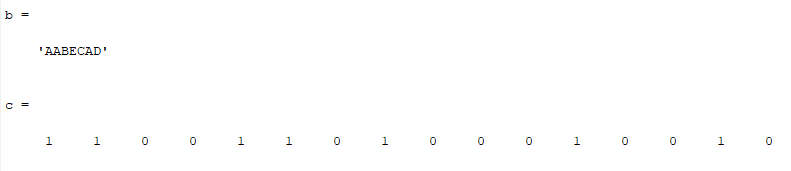 b =
'AABECAD'
c =
1 1 0 0 1 1 0 1 0 0 0 1 0 0 1 0